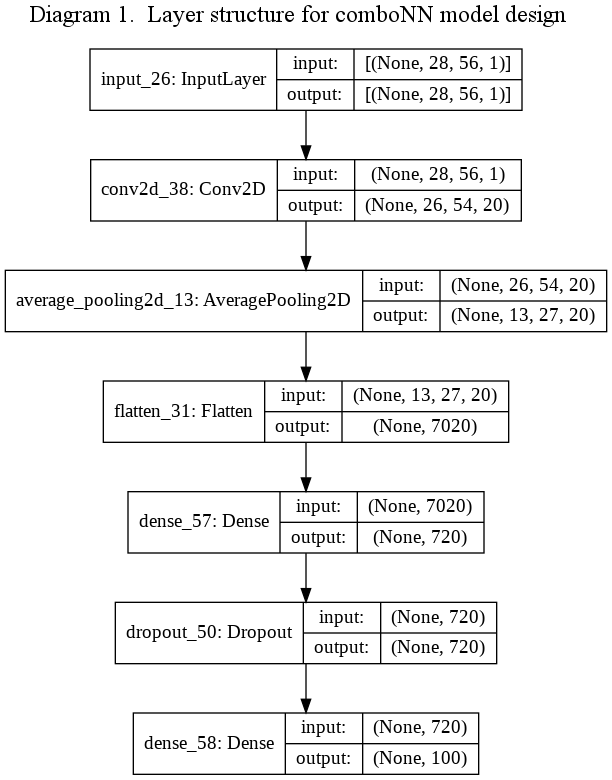 Diagram 1.  Layer structure for comboNN model design
input_26: InputLayer
input:
[(None, 28, 56, 1)]
output:
[(None, 28, 56, 1)]
conv2d_38: Conv2D
input:
(None, 28, 56, 1)
output:
(None, 26, 54, 20)
average_pooling2d_13: AveragePooling2D
input:
(None, 26, 54, 20)
output:
(None, 13, 27, 20)
flatten_31: Flatten
input:
(None, 13, 27, 20)
output:
(None, 7020)
dense_57: Dense
input:
(None, 7020)
output:
(None, 720)
dropout_50: Dropout
input:
(None, 720)
output:
(None, 720)
dense_58: Dense
input:
(None, 720)
output:
(None, 100)